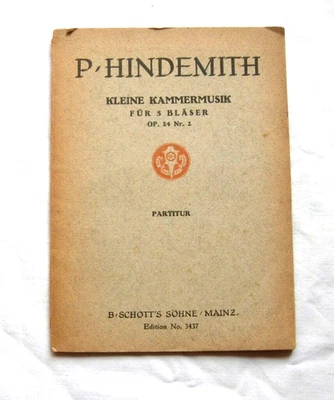 P/HINDEMITH
KLEINE KAMMERMUSIK
FÜR 5 BLÄSER
OP. 24 Nr. 2
PARTITUR
B/SCHOTT'S SÖHNE/MAINZ.
Edition No. 3437